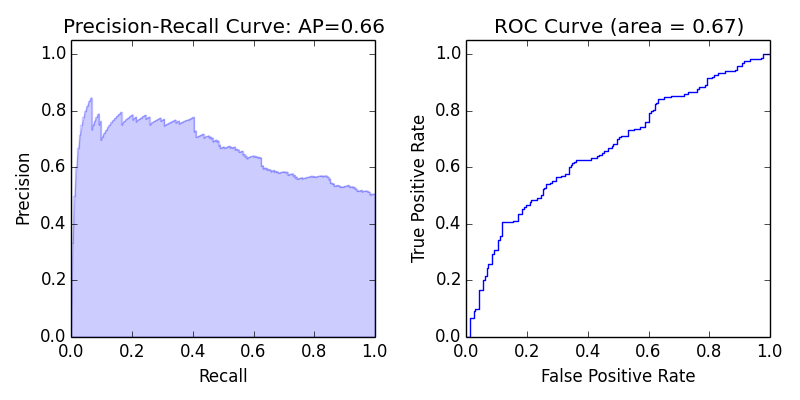 Precision-Recall Curve: AP=0.66
1.0
0.8
0.6
0.4
0.2
0.0
Precision
0.0 0.2 0.4 0.6 0.8 1.0
Recall
ROC Curve (area = 0.67)
1.0
0.8
0.6
0.4
0.2
0.0
True Positive Rate
0.0 0.2 0.4 0.6 0.8 1.0
False Positive Rate